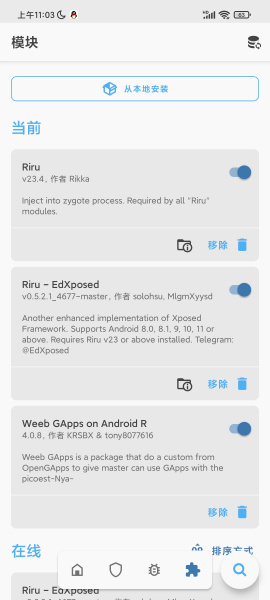 上午11:03
63
模块
从本地安装
当前
Riru
v23.4, 作者 Rikka
Inject into zygote process. Required by all "Riru"
modules.
移除
Riru - EdXposed
v0.5.2.1_4677-master, 作者 solohsu, MlgmXyysd
Another enhanced implementation of Xposed
Framework. Supports Android 8.0, 8.1, 9, 10, 11 or
above. Requires Riru v23 or above installed. Telegram:
@EdXposed
移除
Weeb GApps on Android R
4.0.8, 作者 KRSBX & tony8077616
Weeb GApps is a package that do a custom from
OpenGApps to give master can use GApps with the
picoest~Nya~
移除
在线
排序方式
Riru - EdXposed